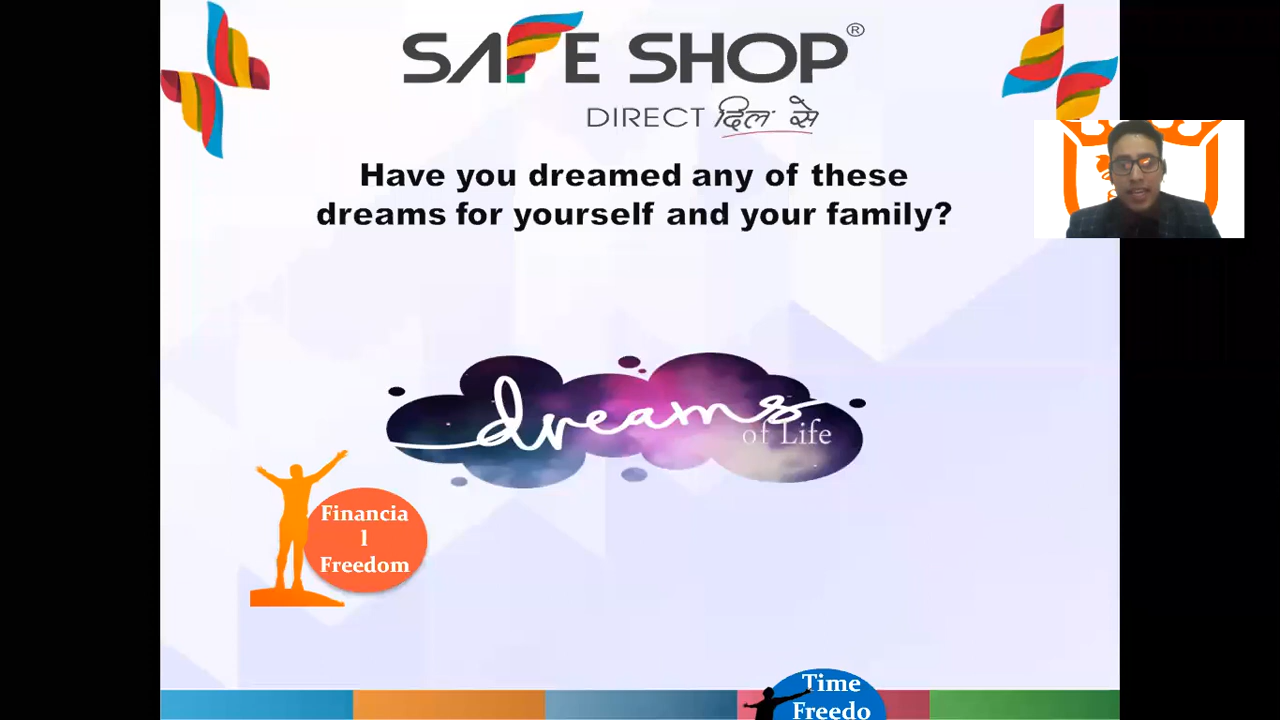 SAFE SHOP®
DIRECT दिल से
Have you dreamed any of these
dreams for yourself and your family?
dreams
of Life
Financia
l
Freedom
Time
Freedo